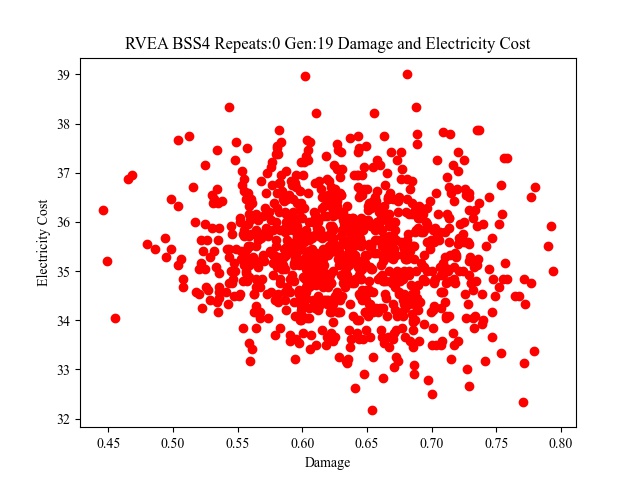 RVEA BSS4 Repeats:0 Gen:19 Damage and Electricity Cost
39
38
37
36
35
34
33
32
Electricity Cost
0.45 0.50 0.55 0.60 0.65 0.70 0.75 0.80
Damage